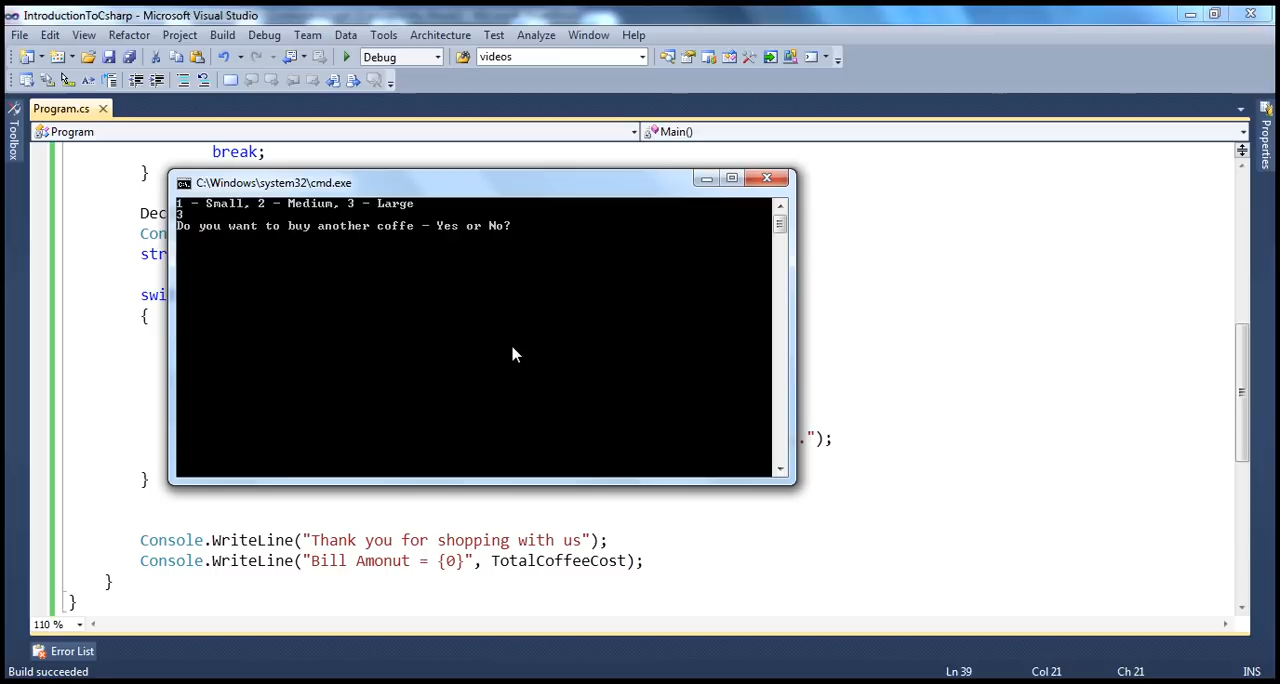 IntroductionToCsharp - Microsoft Visual Studio
File Edit View Refactor Project Build Debug Team Data Tools Architecture Test Analyze Window Help
Debug videos
Program.cs
Toolbox
Program Main()
Properties
break;
}
C:\Windows\system32\cmd.exe
1 - Small, 2 - Medium, 3 - Large
3
Do you want to buy another coffe - Yes or No?
Dec
Con
str
swi
{
.");
}
Console.WriteLine("Thank you for shopping with us");
Console.WriteLine("Bill Amonut = {0}", TotalCoffeeCost);
}
}
110 %
Error List
Build succeeded Ln 39 Col 21 Ch 21 INS